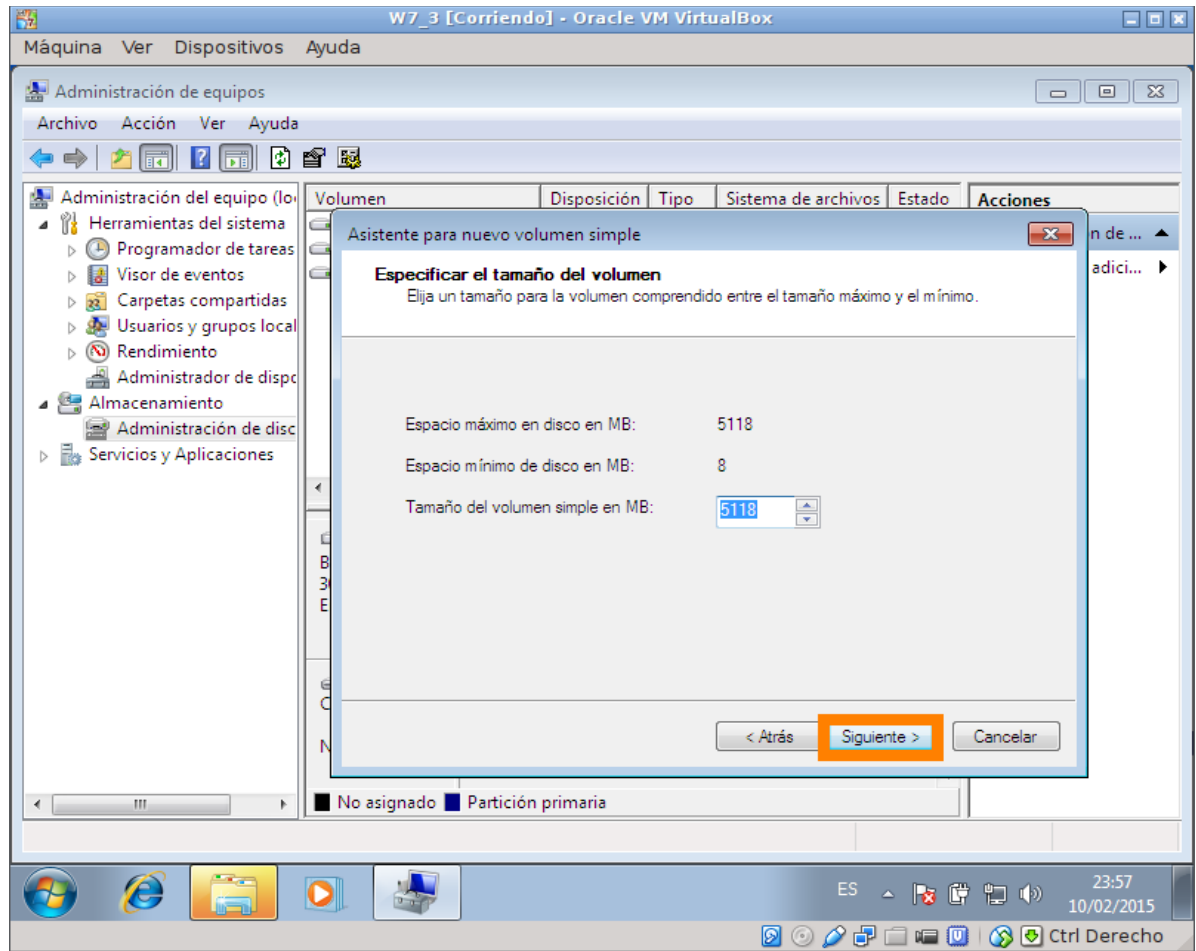 W7_3 [Corriendo] - Oracle VM VirtualBox
Máquina Ver Dispositivos Ayuda
Administración de equipos
Archivo Acción Ver Ayuda
Administración del equipo (lo
Herramientas del sistema
Programador de tareas
Visor de eventos
Carpetas compartidas
Usuarios y grupos local
Rendimiento
Administrador de dispo
Almacenamiento
Administración de disc
Servicios y Aplicaciones
Volumen Disposición Tipo Sistema de archivos Estado
Acciones
n de ...
adici...
Asistente para nuevo volumen simple
Especificar el tamaño del volumen
Elija un tamaño para la volumen comprendido entre el tamaño máximo y el mínimo.
Espacio máximo en disco en MB: 5118
Espacio mínimo de disco en MB: 8
Tamaño del volumen simple en MB: 5118
< Atrás Siguiente > Cancelar
B
30
E
C
N
No asignado Partición primaria
ES
23:57
10/02/2015
Ctrl Derecho